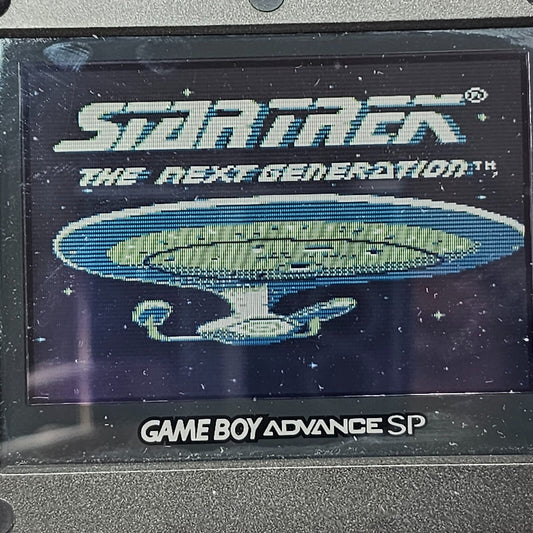 STAR TREK®
THE NEXT GENERATION™
GAME BOY ADVANCE SP